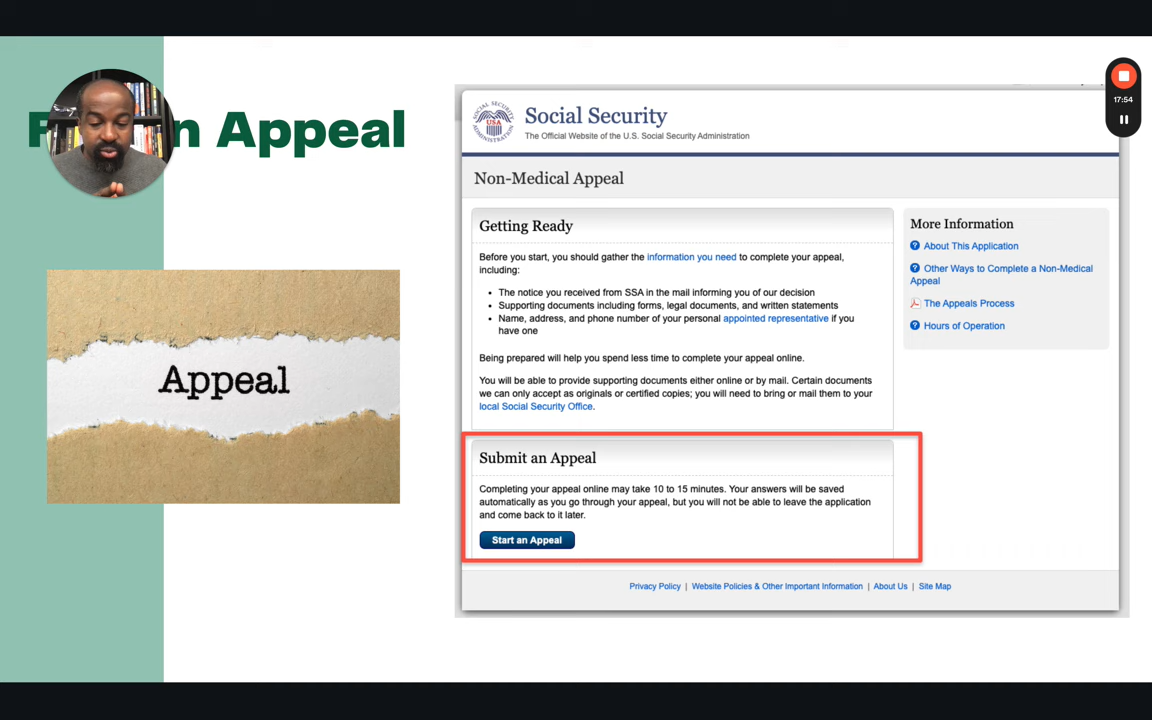 n Appeal
17:54
Social Security
The Official Website of the U.S. Social Security Administration
SOCIAL SECURITY ADMINISTRATION
USA
Non-Medical Appeal
Getting Ready
Before you start, you should gather the information you need to complete your appeal,
including:
• The notice you received from SSA in the mail informing you of our decision
• Supporting documents including forms, legal documents, and written statements
• Name, address, and phone number of your personal appointed representative if you
have one
Being prepared will help you spend less time to complete your appeal online.
You will be able to provide supporting documents either online or by mail. Certain documents
we can only accept as originals or certified copies; you will need to bring or mail them to your
local Social Security Office.
More Information
About This Application
Other Ways to Complete a Non-Medical
Appeal
The Appeals Process
Hours of Operation
Appeal
Submit an Appeal
Completing your appeal online may take 10 to 15 minutes. Your answers will be saved
automatically as you go through your appeal, but you will not be able to leave the application
and come back to it later.
Start an Appeal
Privacy Policy | Website Policies & Other Important Information | About Us | Site Map